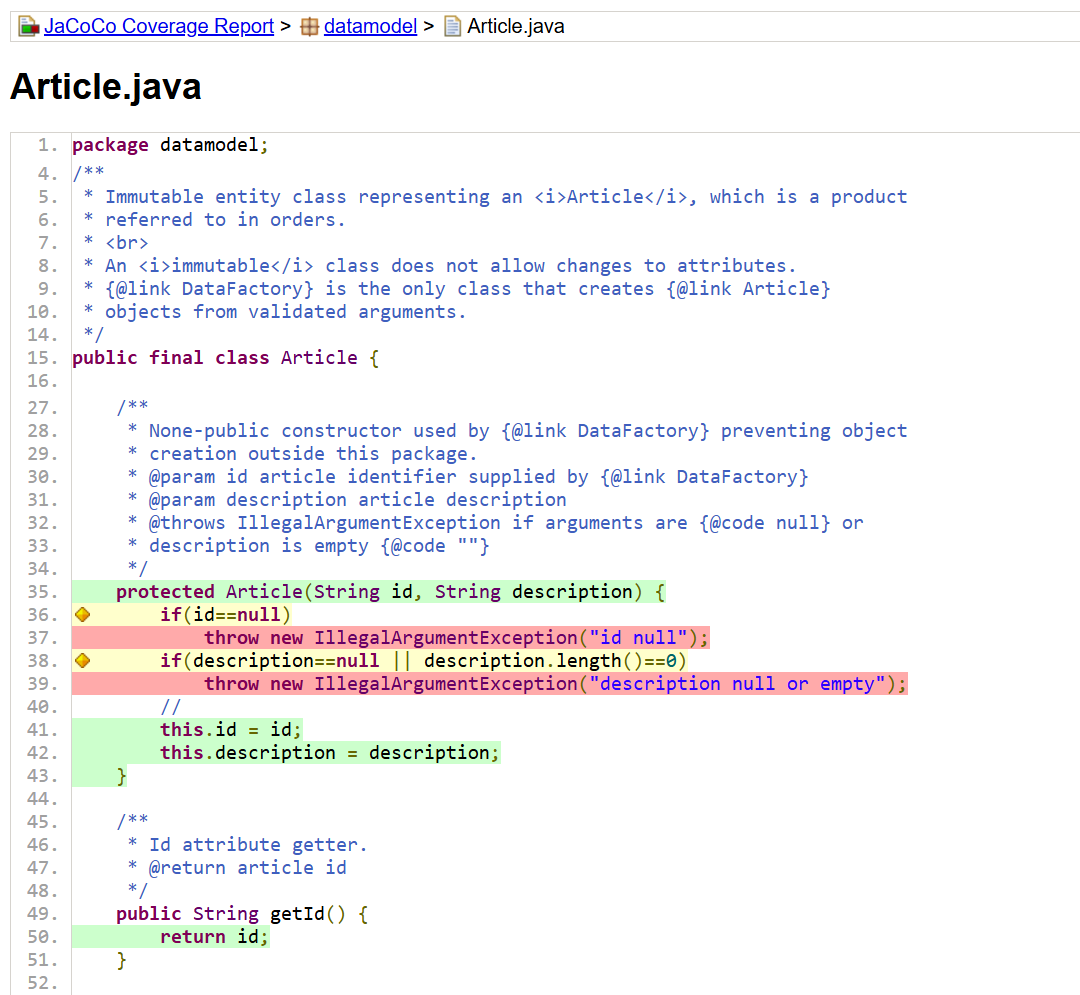 JaCoCo Coverage Report > datamodel > Article.java
Article.java
1. package datamodel;
4. /**
5.  * Immutable entity class representing an <i>Article</i>, which is a product
6.  * referred to in orders.
7.  * <br>
8.  * An <i>immutable</i> class does not allow changes to attributes.
9.  * {@link DataFactory} is the only class that creates {@link Article}
10.  * objects from validated arguments.
14.  */
15. public final class Article {
16.
27.     /**
28.      * None-public constructor used by {@link DataFactory} preventing object
29.      * creation outside this package.
30.      * @param id article identifier supplied by {@link DataFactory}
31.      * @param description article description
32.      * @throws IllegalArgumentException if arguments are {@code null} or
33.      * description is empty {@code ""}
34.      */
35.     protected Article(String id, String description) {
36.         if(id==null)
37.             throw new IllegalArgumentException("id null");
38.         if(description==null || description.length()==0)
39.             throw new IllegalArgumentException("description null or empty");
40.         //
41.         this.id = id;
42.         this.description = description;
43.     }
44.
45.     /**
46.      * Id attribute getter.
47.      * @return article id
48.      */
49.     public String getId() {
50.         return id;
51.     }
52.